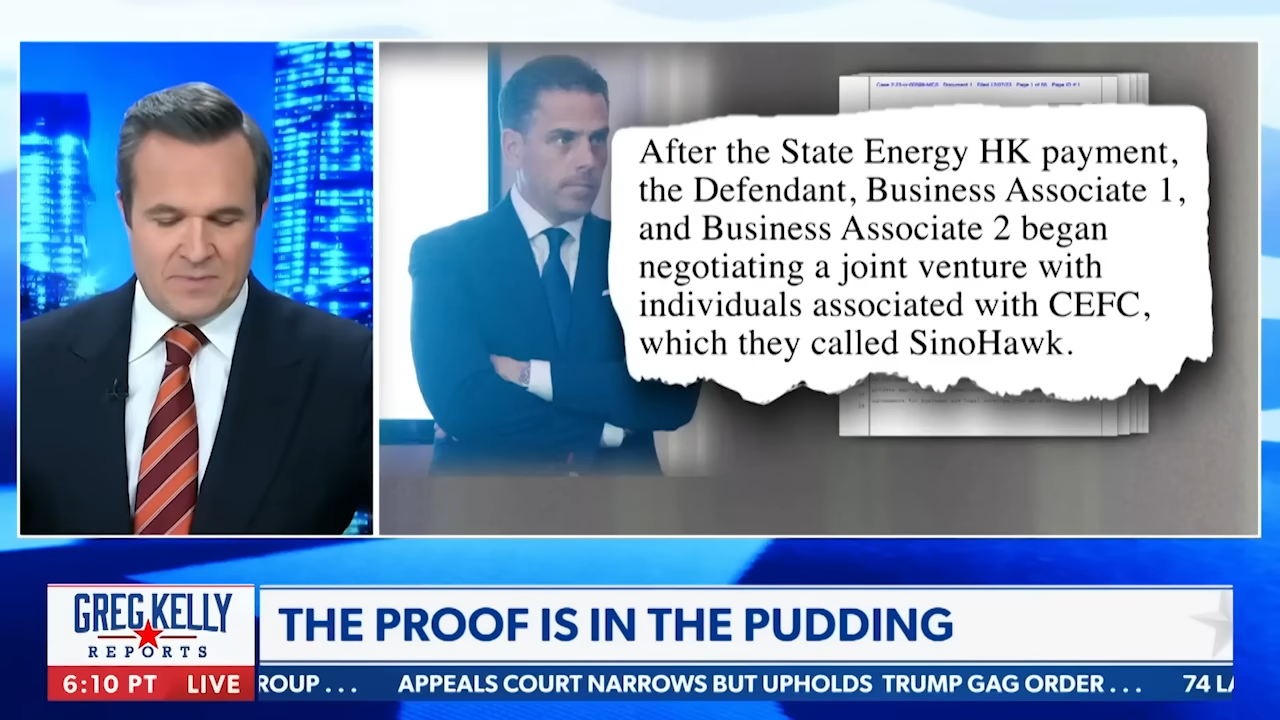 After the State Energy HK payment,
the Defendant, Business Associate 1,
and Business Associate 2 began
negotiating a joint venture with
individuals associated with CEFC,
which they called SinoHawk.
GREG KELLY
REPORTS
THE PROOF IS IN THE PUDDING
6:10 PT LIVE
ROUP... APPEALS COURT NARROWS BUT UPHOLDS TRUMP GAG ORDER... 74